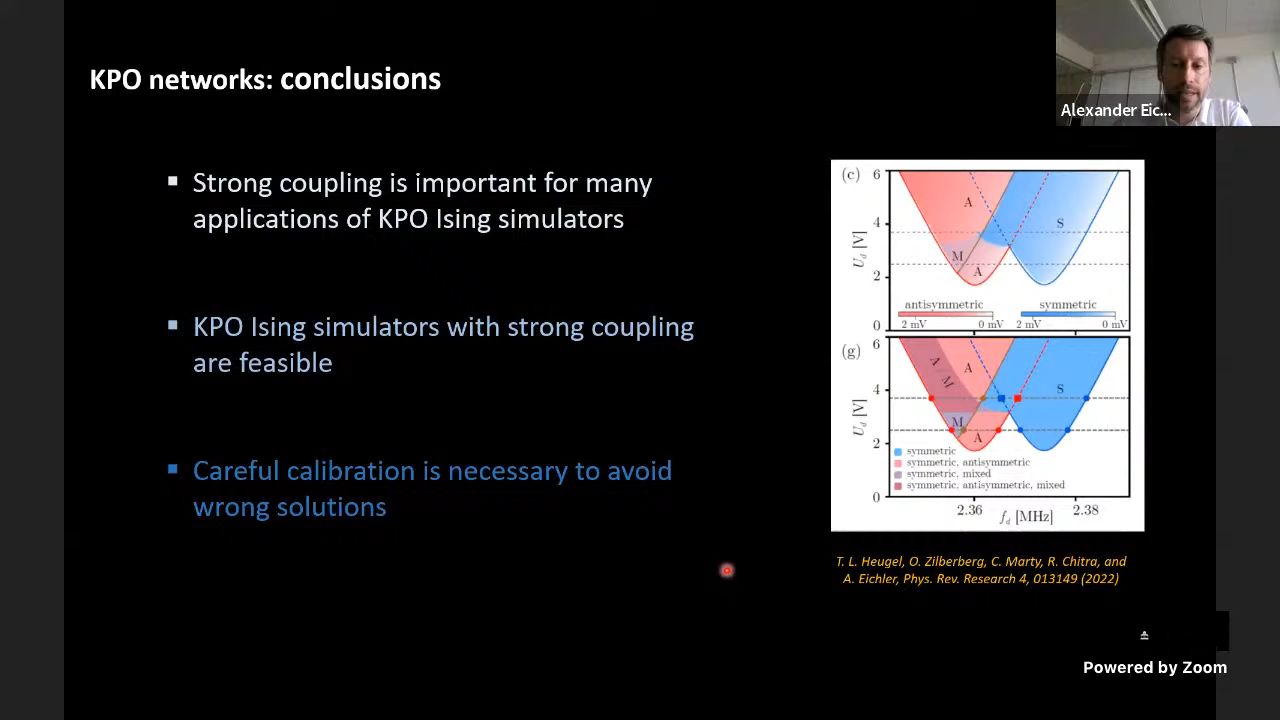 KPO networks: conclusions
Alexander Eic...
▪ Strong coupling is important for many
applications of KPO Ising simulators
▪ KPO Ising simulators with strong coupling
are feasible
▪ Careful calibration is necessary to avoid
wrong solutions
(c)
6
4
2
0
U_d [V]
A
S
M
A
antisymmetric
symmetric
2 mV 0 mV 2 mV 0 mV
(g)
6
4
2
0
U_d [V]
A
M
A
S
M
A
symmetric
symmetric, antisymmetric
symmetric, mixed
symmetric, antisymmetric, mixed
2.36 2.38
f_d [MHz]
T. L. Heugel, O. Zilberberg, C. Marty, R. Chitra, and
A. Eichler, Phys. Rev. Research 4, 013149 (2022)
Powered by Zoom